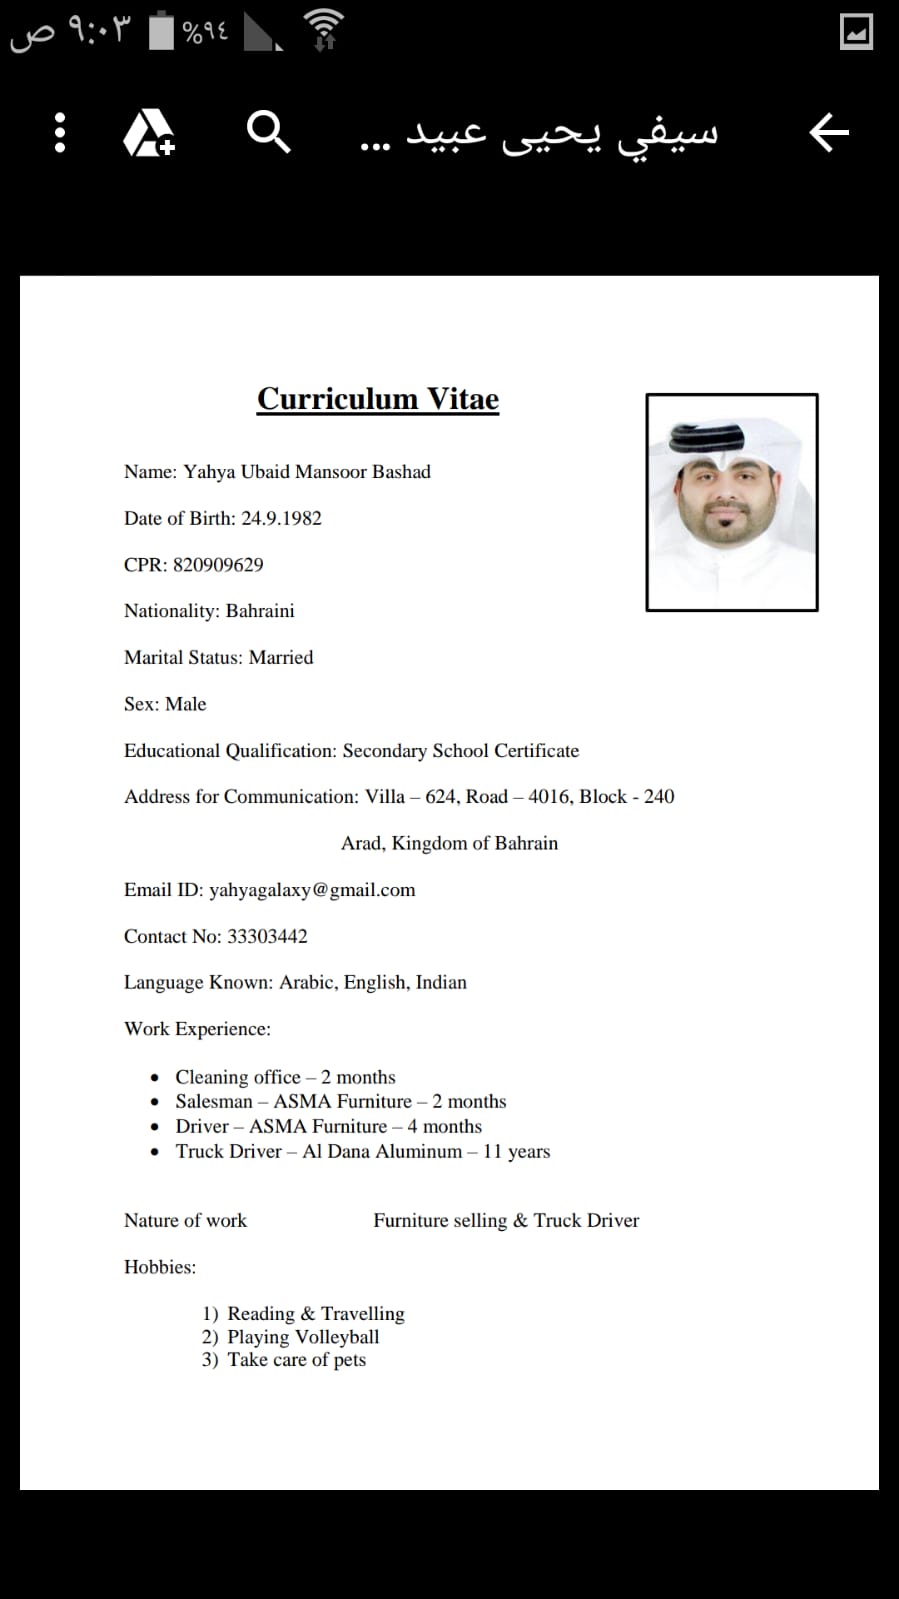 ٩:٠٣ ص ٩٤% 
سيفي يحيى عبيد ...
Curriculum Vitae
Name: Yahya Ubaid Mansoor Bashad
Date of Birth: 24.9.1982
CPR: 820909629
Nationality: Bahraini
Marital Status: Married
Sex: Male
Educational Qualification: Secondary School Certificate
Address for Communication: Villa – 624, Road – 4016, Block - 240
Arad, Kingdom of Bahrain
Email ID: yahyagalaxy@gmail.com
Contact No: 33303442
Language Known: Arabic, English, Indian
Work Experience:
• Cleaning office – 2 months
• Salesman – ASMA Furniture – 2 months
• Driver – ASMA Furniture – 4 months
• Truck Driver – Al Dana Aluminum – 11 years
Nature of work Furniture selling & Truck Driver
Hobbies:
1) Reading & Travelling
2) Playing Volleyball
3) Take care of pets